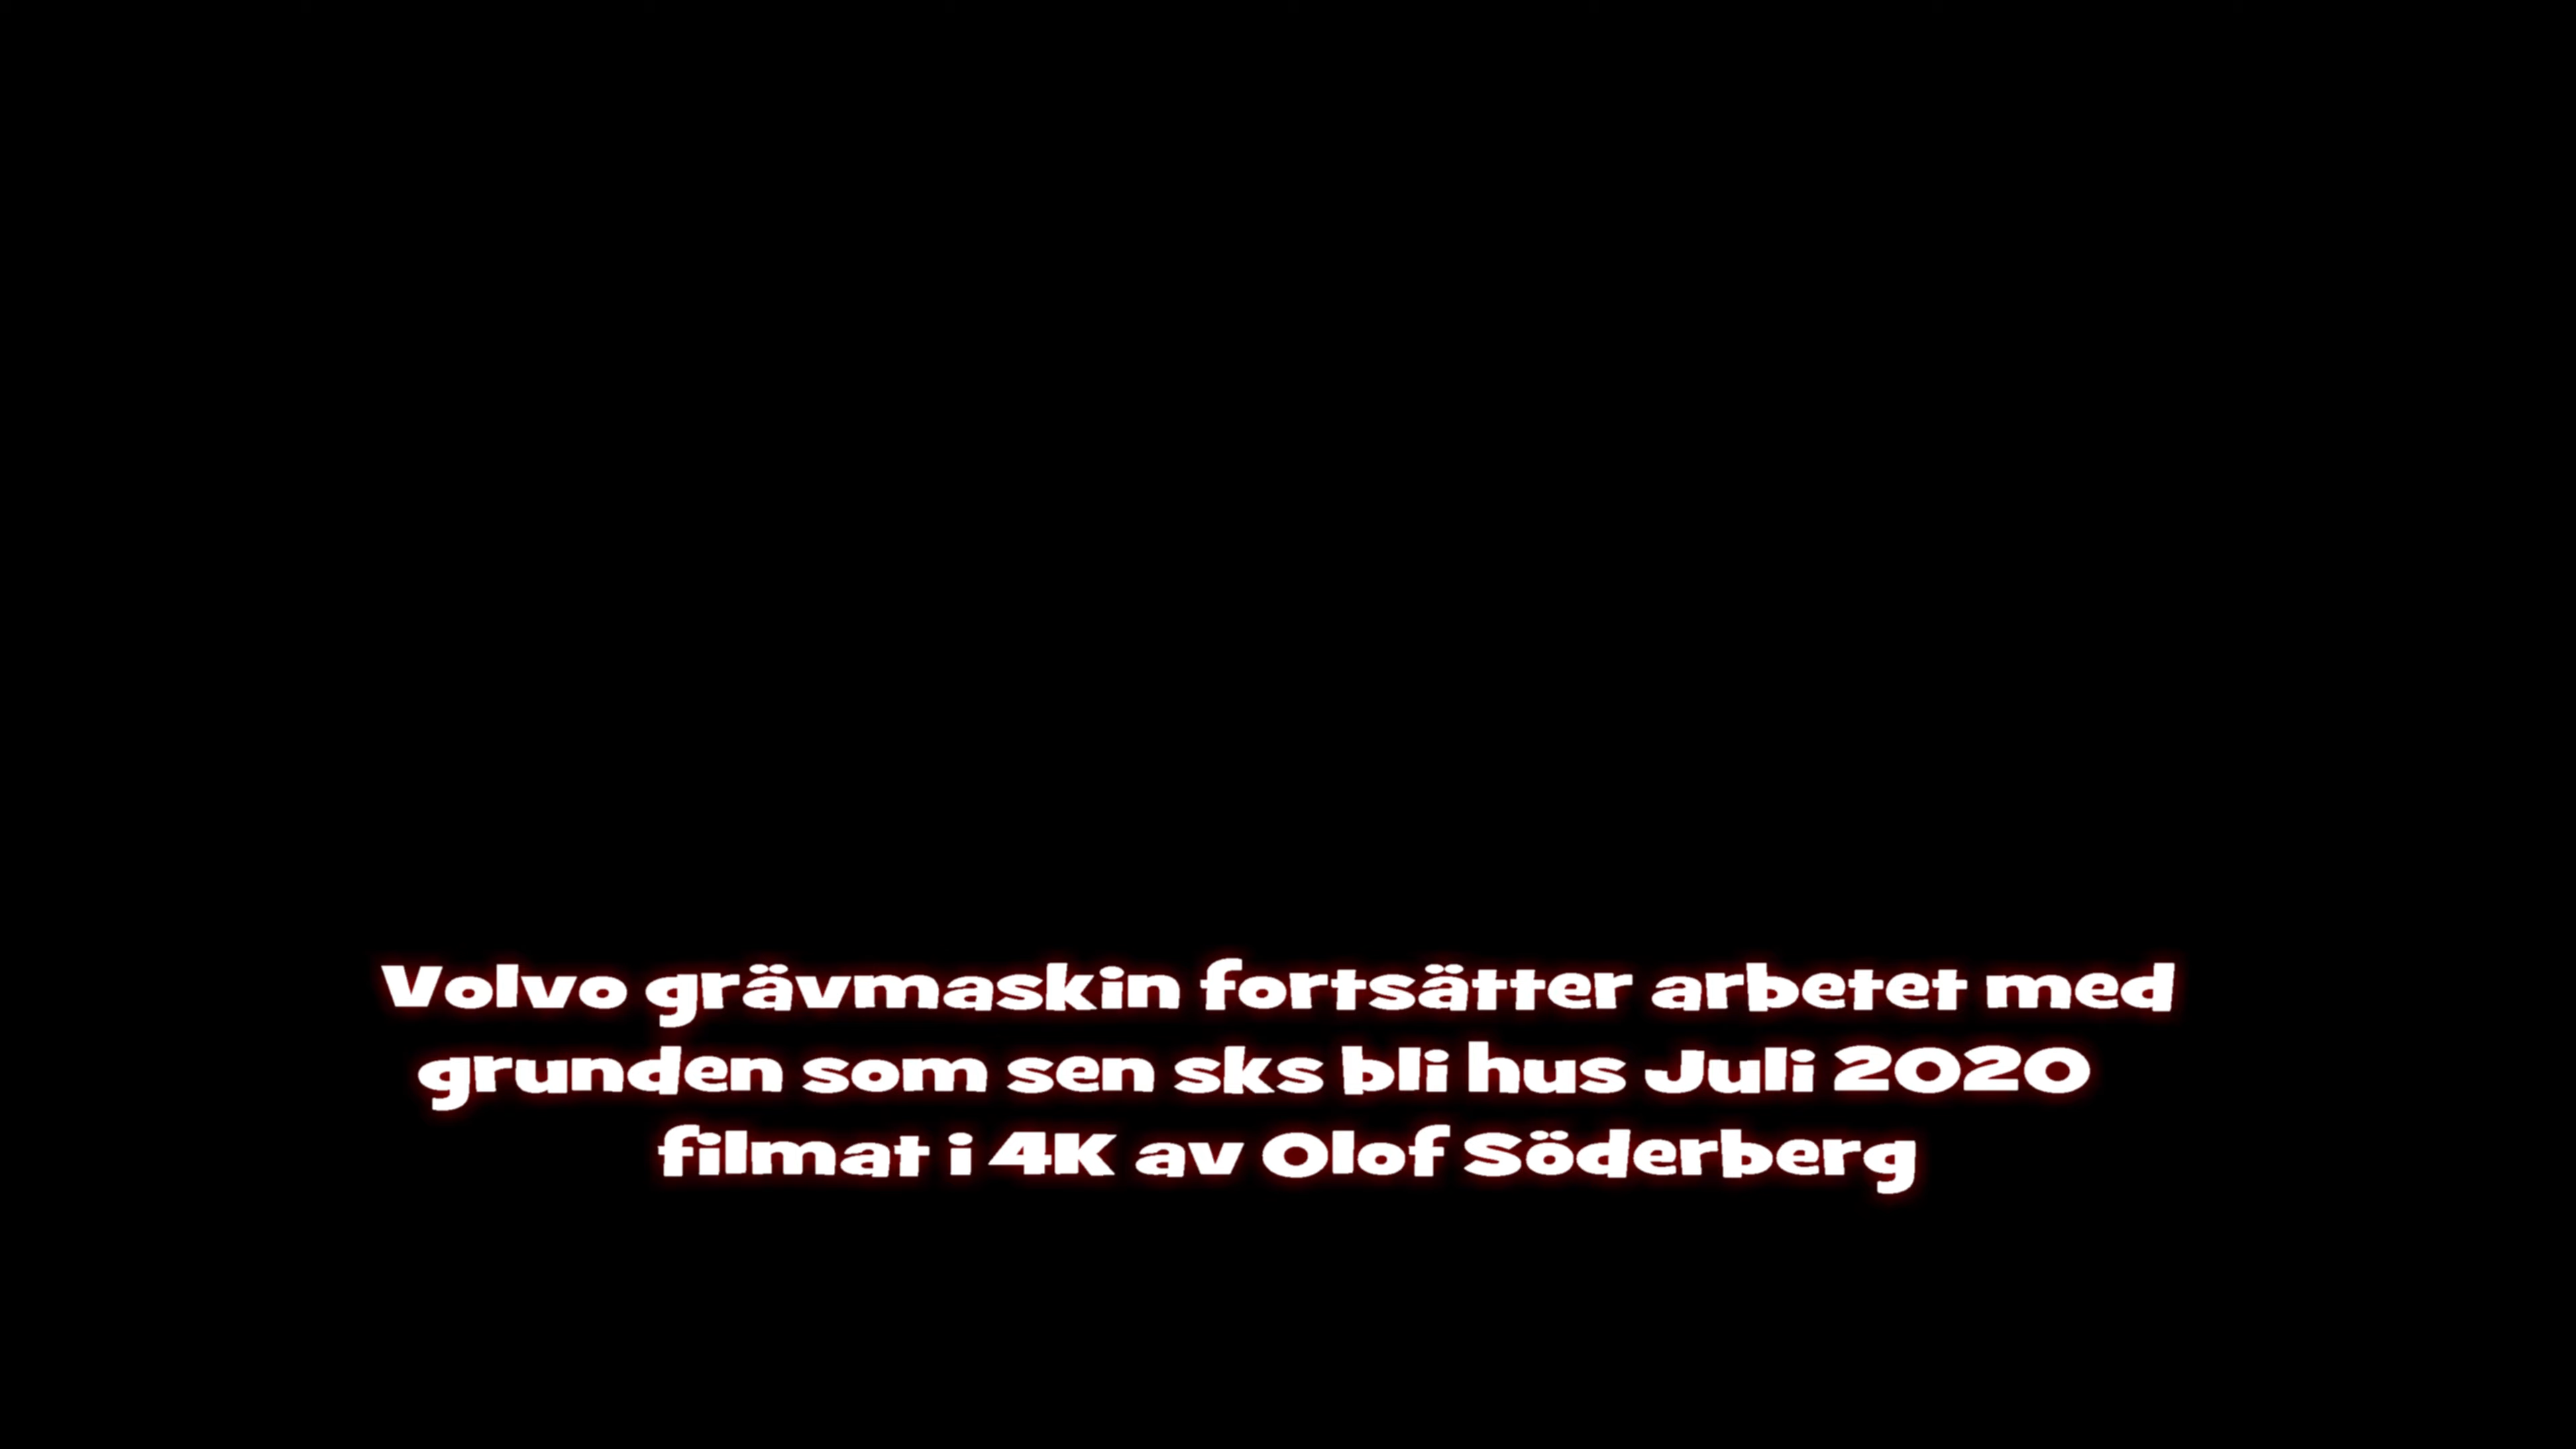 Volvo grävmaskin fortsätter arbetet med
grunden som sen sks bli hus Juli 2020
filmat i 4K av Olof Söderberg